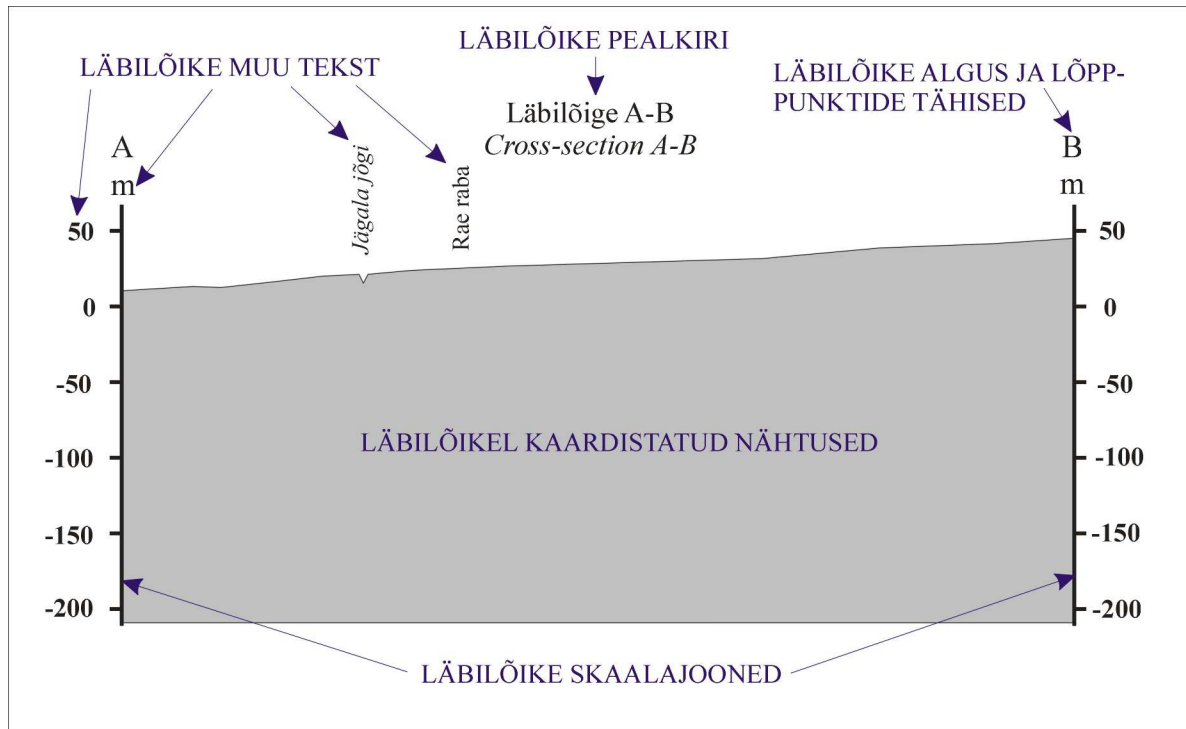 LÄBILÕIKE PEALKIRI
LÄBILÕIKE MUU TEKST
LÄBILÕIKE ALGUS JA LÕPP-
PUNKTIDE TÄHISED
Läbilõige A-B
Cross-section A-B
A
m
Jägala jõgi
Rae raba
B
m
50
50
0
0
-50
-50
-100
LÄBILÕIKEL KAARDISTATUD NÄHTUSED
-100
-150
-150
-200
-200
LÄBILÕIKE SKAALAJOONED